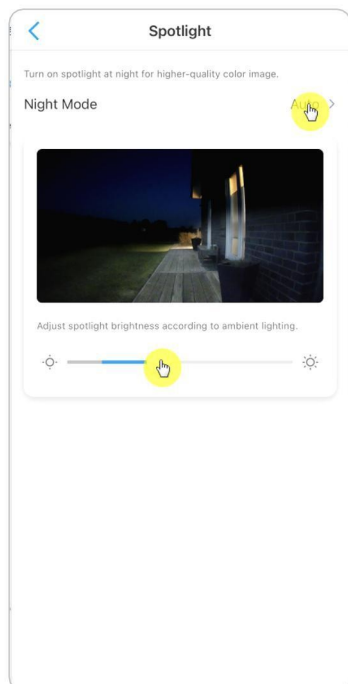 Spotlight
Turn on spotlight at night for higher-quality color image.
Night Mode
Auto
Adjust spotlight brightness according to ambient lighting.